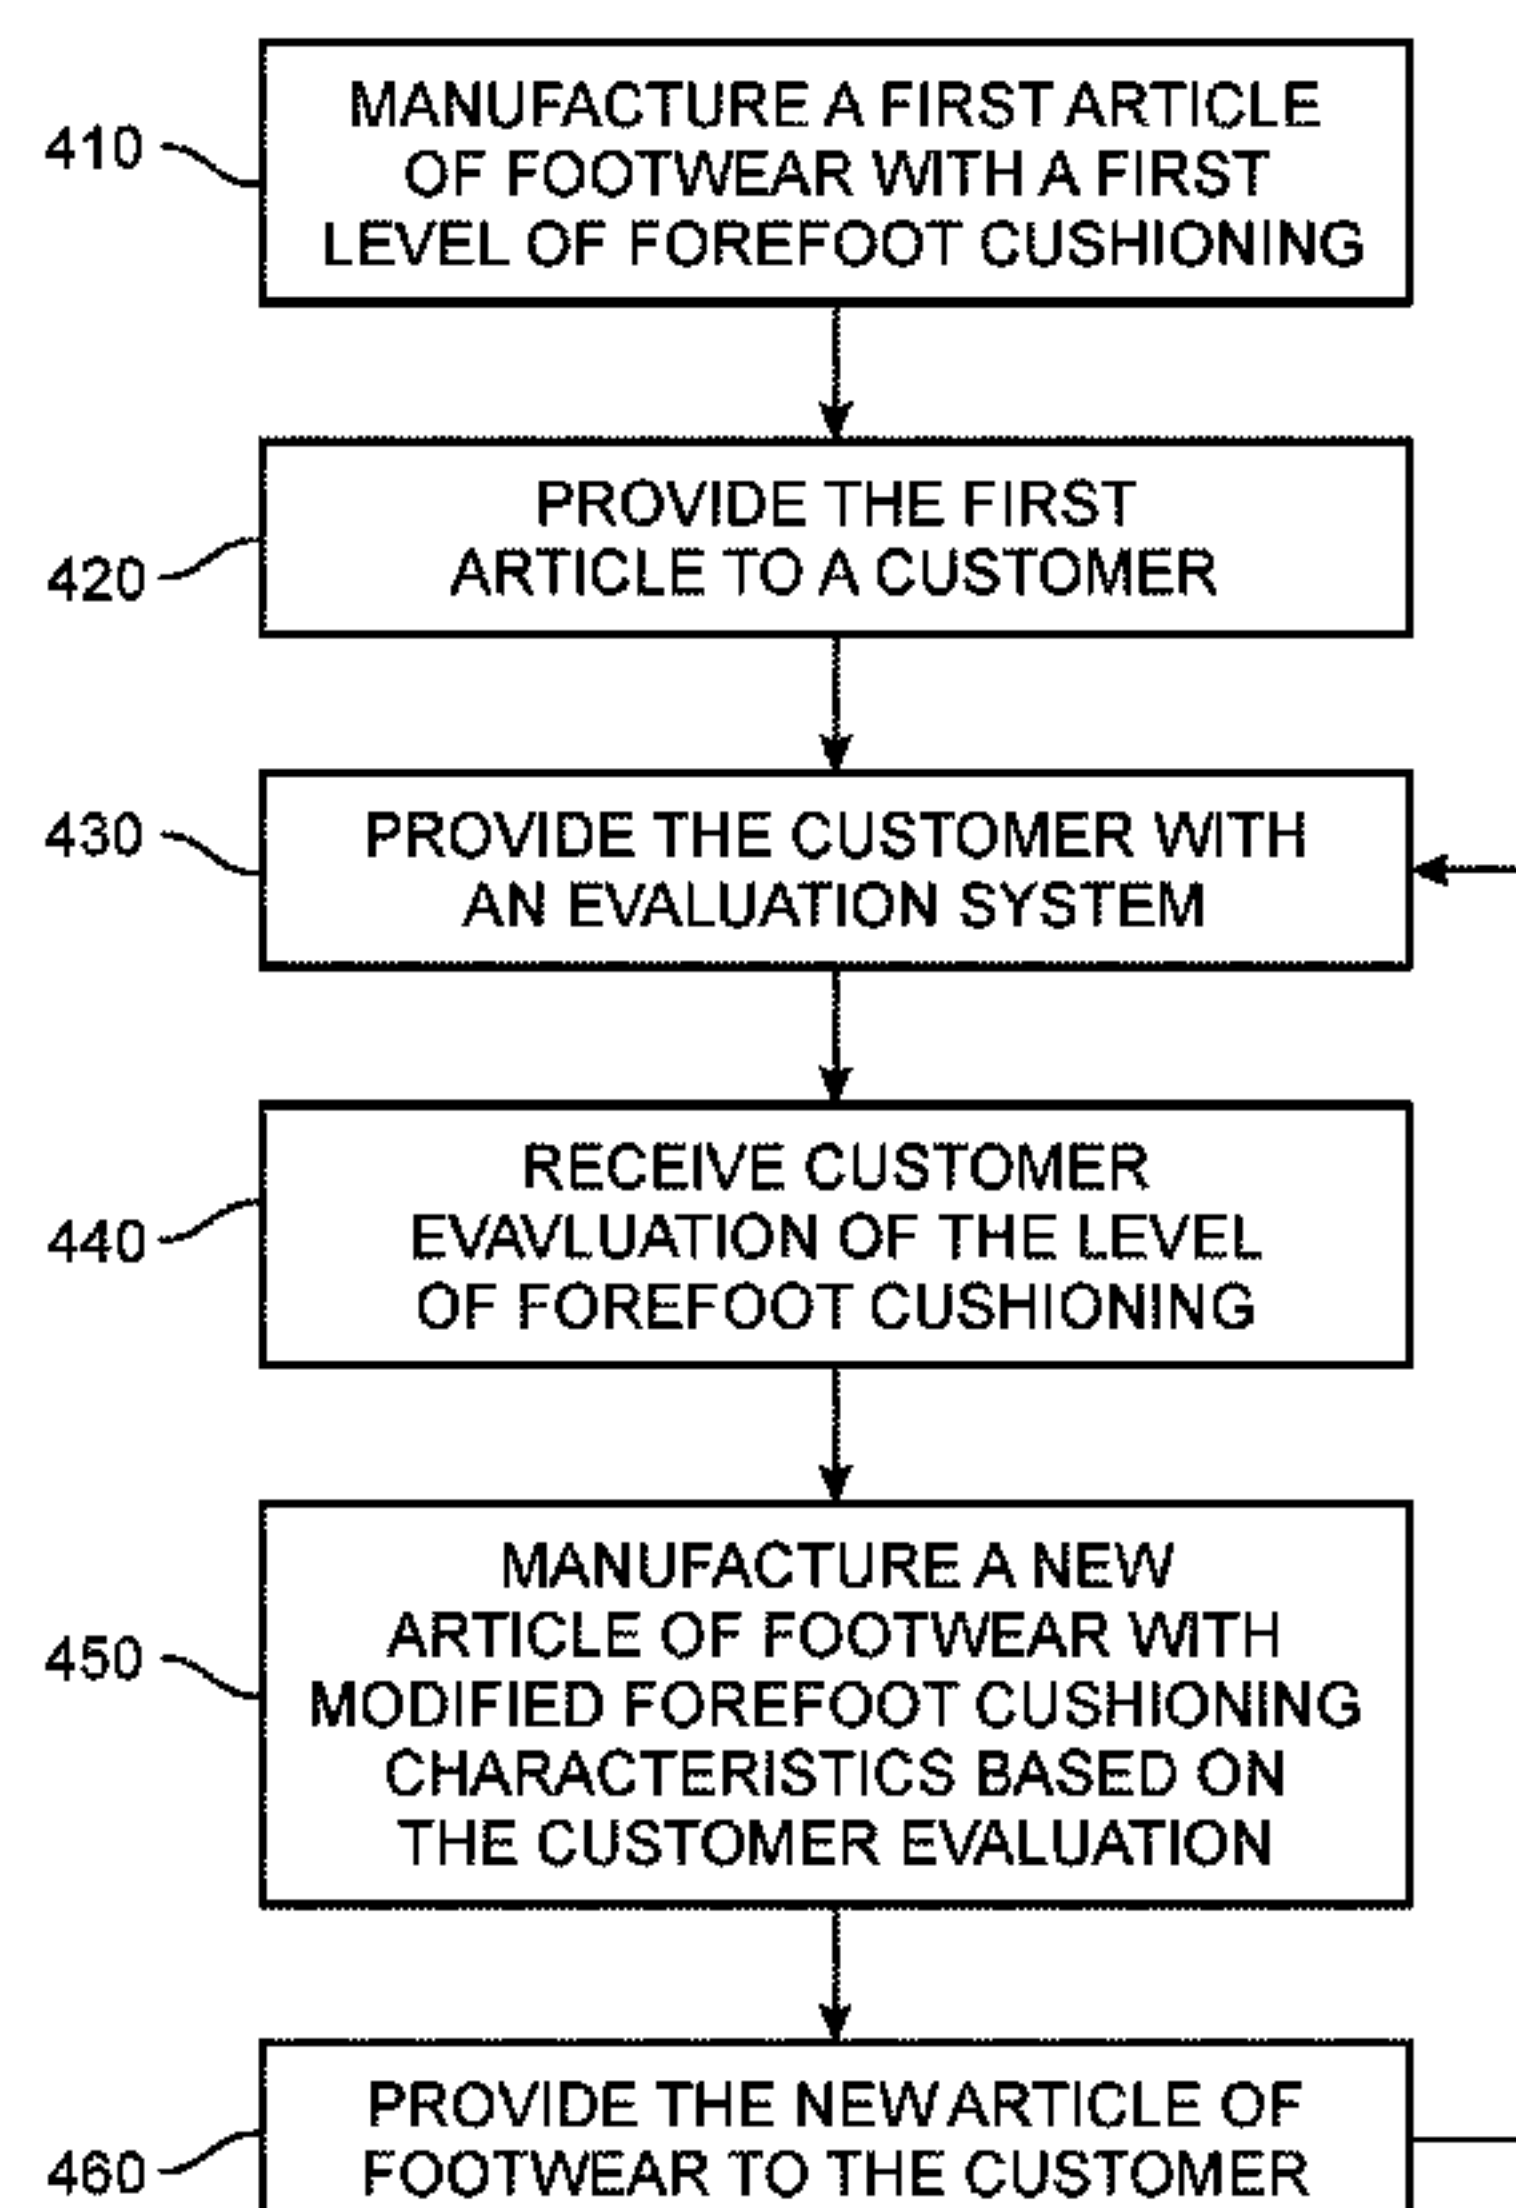 410
MANUFACTURE A FIRST ARTICLE
OF FOOTWEAR WITH A FIRST
LEVEL OF FOREFOOT CUSHIONING
420
PROVIDE THE FIRST
ARTICLE TO A CUSTOMER
430
PROVIDE THE CUSTOMER WITH
AN EVALUATION SYSTEM
440
RECEIVE CUSTOMER
EVAVLUATION OF THE LEVEL
OF FOREFOOT CUSHIONING
450
MANUFACTURE A NEW
ARTICLE OF FOOTWEAR WITH
MODIFIED FOREFOOT CUSHIONING
CHARACTERISTICS BASED ON
THE CUSTOMER EVALUATION
460
PROVIDE THE NEW ARTICLE OF
FOOTWEAR TO THE CUSTOMER